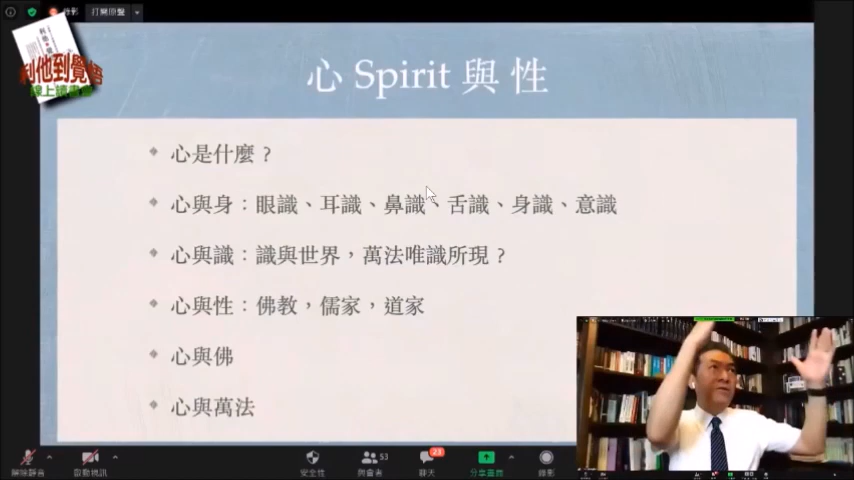 錄影
打開原聲
利他到覺悟
線上讀書會
心 Spirit 與 性
心是什麼？
心與身：眼識、耳識、鼻識、舌識、身識、意識
心與識：識與世界，萬法唯識所現？
心與性：佛教，儒家，道家
心與佛
心與萬法
解除靜音
啟動視訊
安全性
53
與會者
23
聊天
分享畫面
錄影